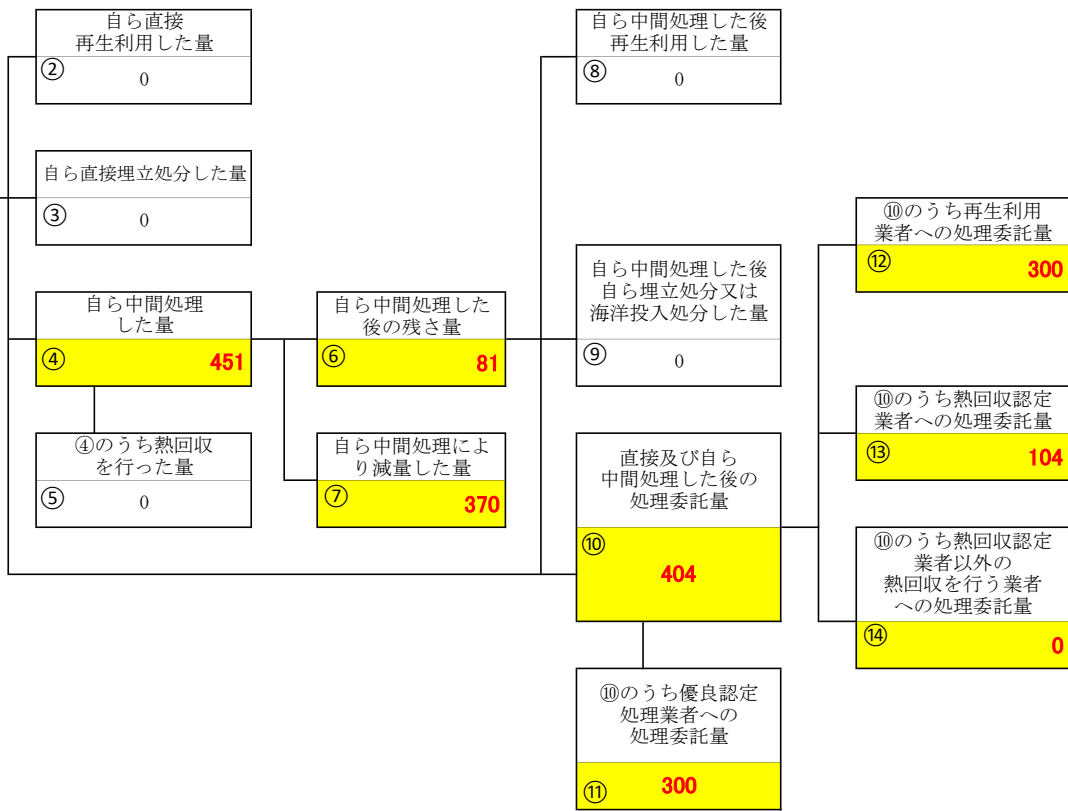 自ら直接
再生利用した量
②
0
自ら中間処理した後
再生利用した量
⑧
0
自ら直接埋立処分した量
③
0
⑩のうち再生利用
業者への処理委託量
⑫
300
自ら中間処理
した量
④
451
自ら中間処理した
後の残さ量
⑥
81
自ら中間処理した後
自ら埋立処分又は
海洋投入処分した量
⑨
0
⑩のうち熱回収認定
業者への処理委託量
⑬
104
④のうち熱回収
を行った量
⑤
0
自ら中間処理によ
り減量した量
⑦
370
直接及び自ら
中間処理した後の
処理委託量
⑩
404
⑩のうち熱回収認定
業者以外の
熱回収を行う業者
への処理委託量
⑭
0
⑩のうち優良認定
処理業者への
処理委託量
⑪
300